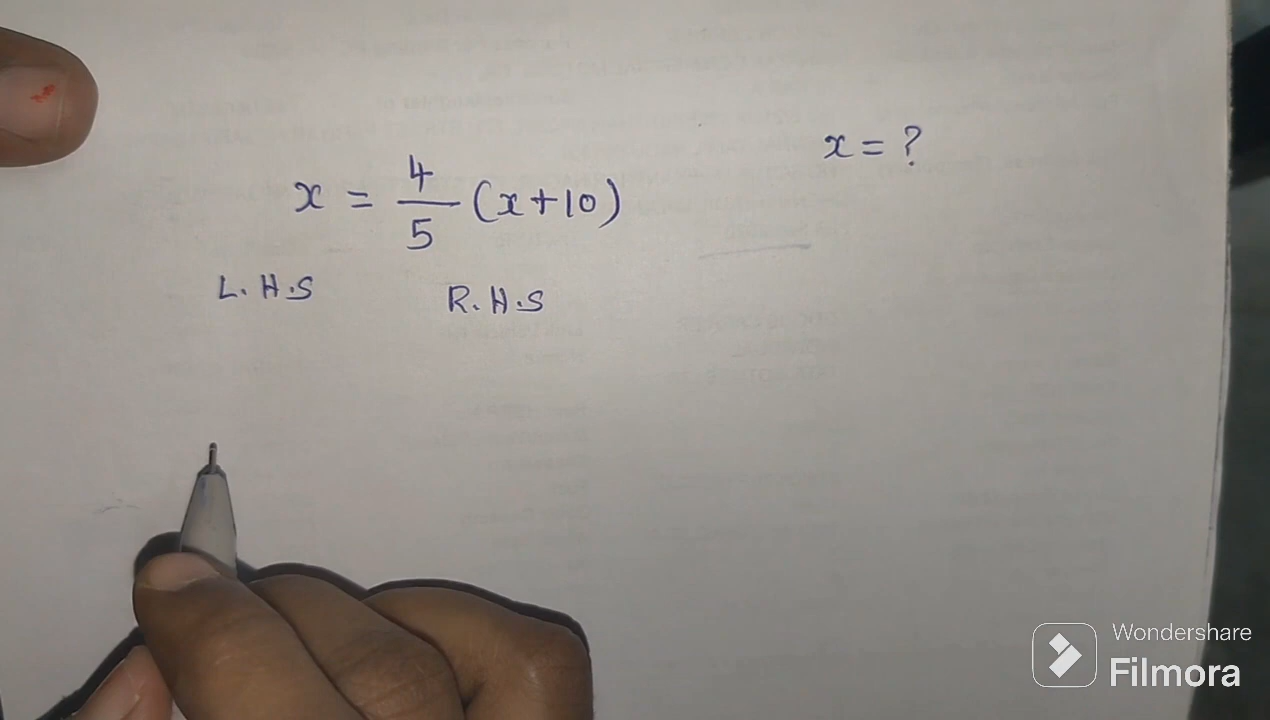 x = ?
x = 4/5 (x+10)
L.H.S R.H.S
Wondershare
Filmora